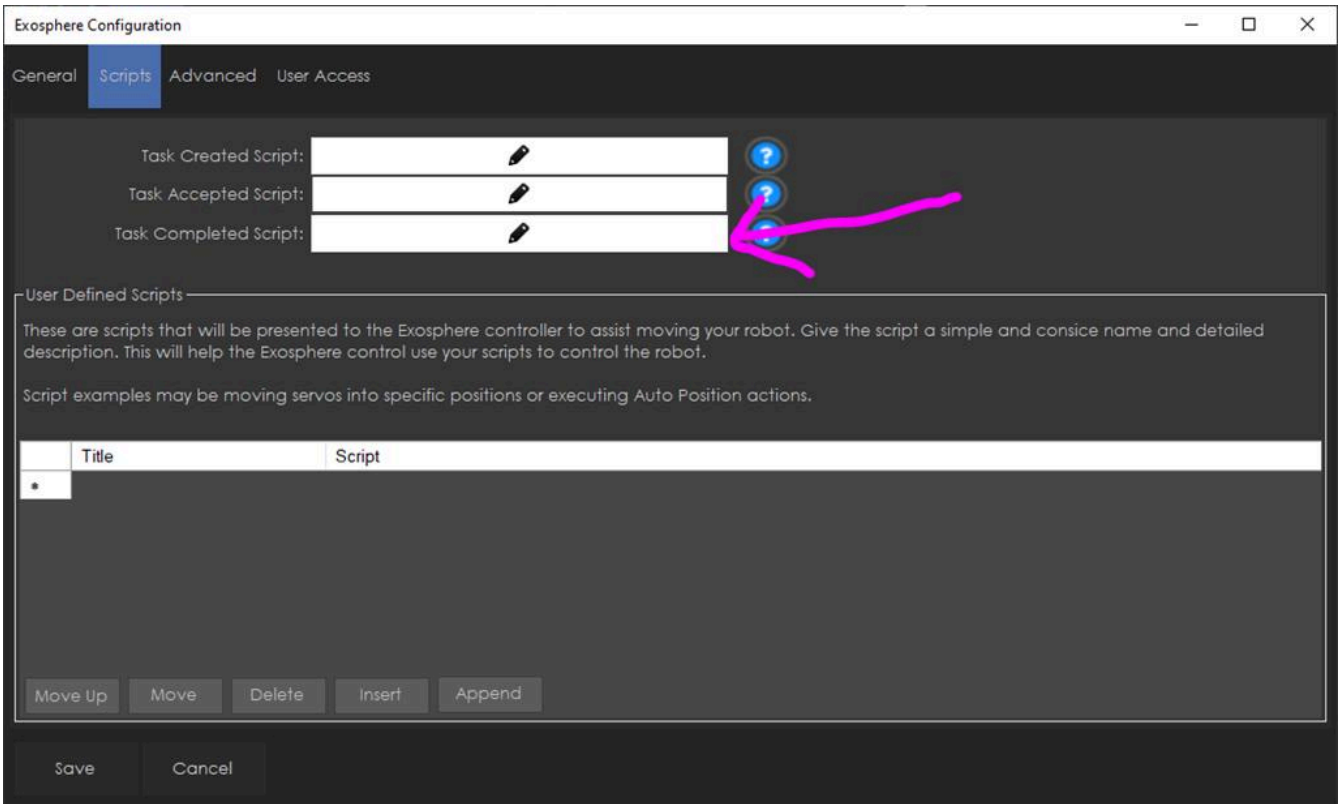 Exosphere Configuration
General Scripts Advanced User Access
Task Created Script:
Task Accepted Script:
Task Completed Script:
User Defined Scripts
These are scripts that will be presented to the Exosphere controller to assist moving your robot. Give the script a simple and consice name and detailed
description. This will help the Exosphere control use your scripts to control the robot.
Script examples may be moving servos into specific positions or executing Auto Position actions.
Title Script
*
Move Up Move Delete Insert Append
Save Cancel